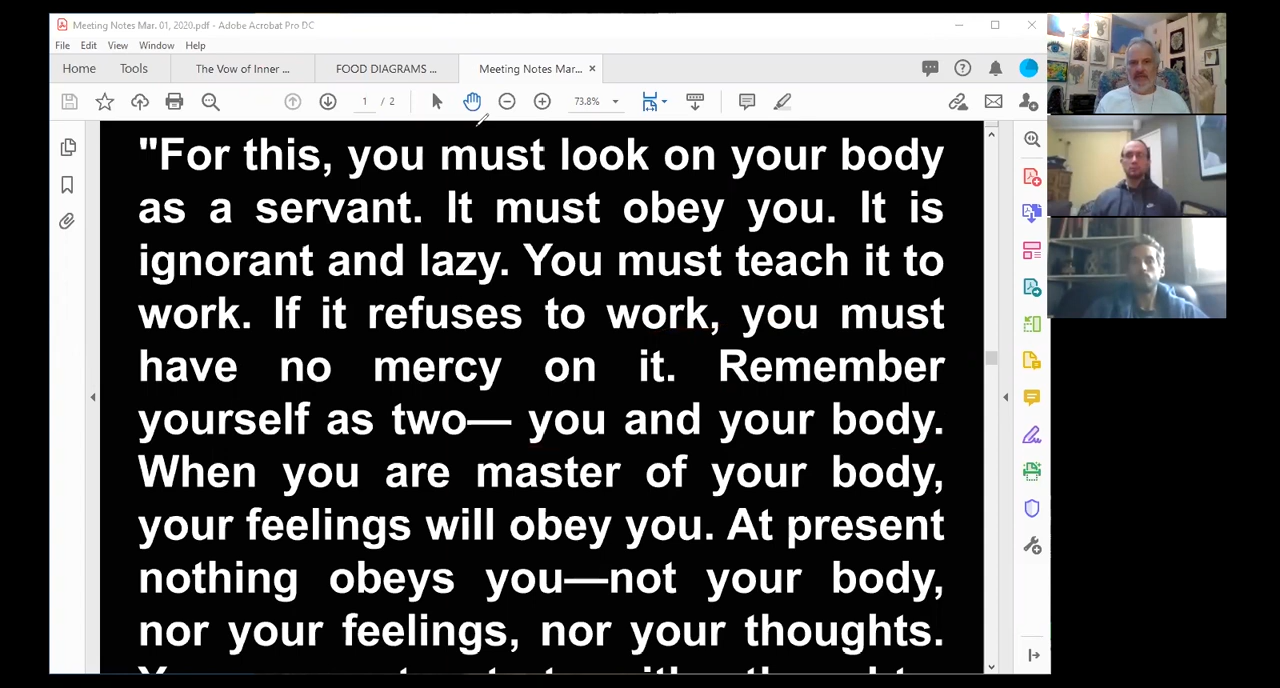 Meeting Notes Mar. 01, 2020.pdf - Adobe Acrobat Pro DC
File Edit View Window Help
Home Tools The Vow of Inner ... FOOD DIAGRAMS ... Meeting Notes Mar... ×
1 / 2 73.8%
"For this, you must look on your body
as a servant. It must obey you. It is
ignorant and lazy. You must teach it to
work. If it refuses to work, you must
have no mercy on it. Remember
yourself as two— you and your body.
When you are master of your body,
your feelings will obey you. At present
nothing obeys you—not your body,
nor your feelings, nor your thoughts.